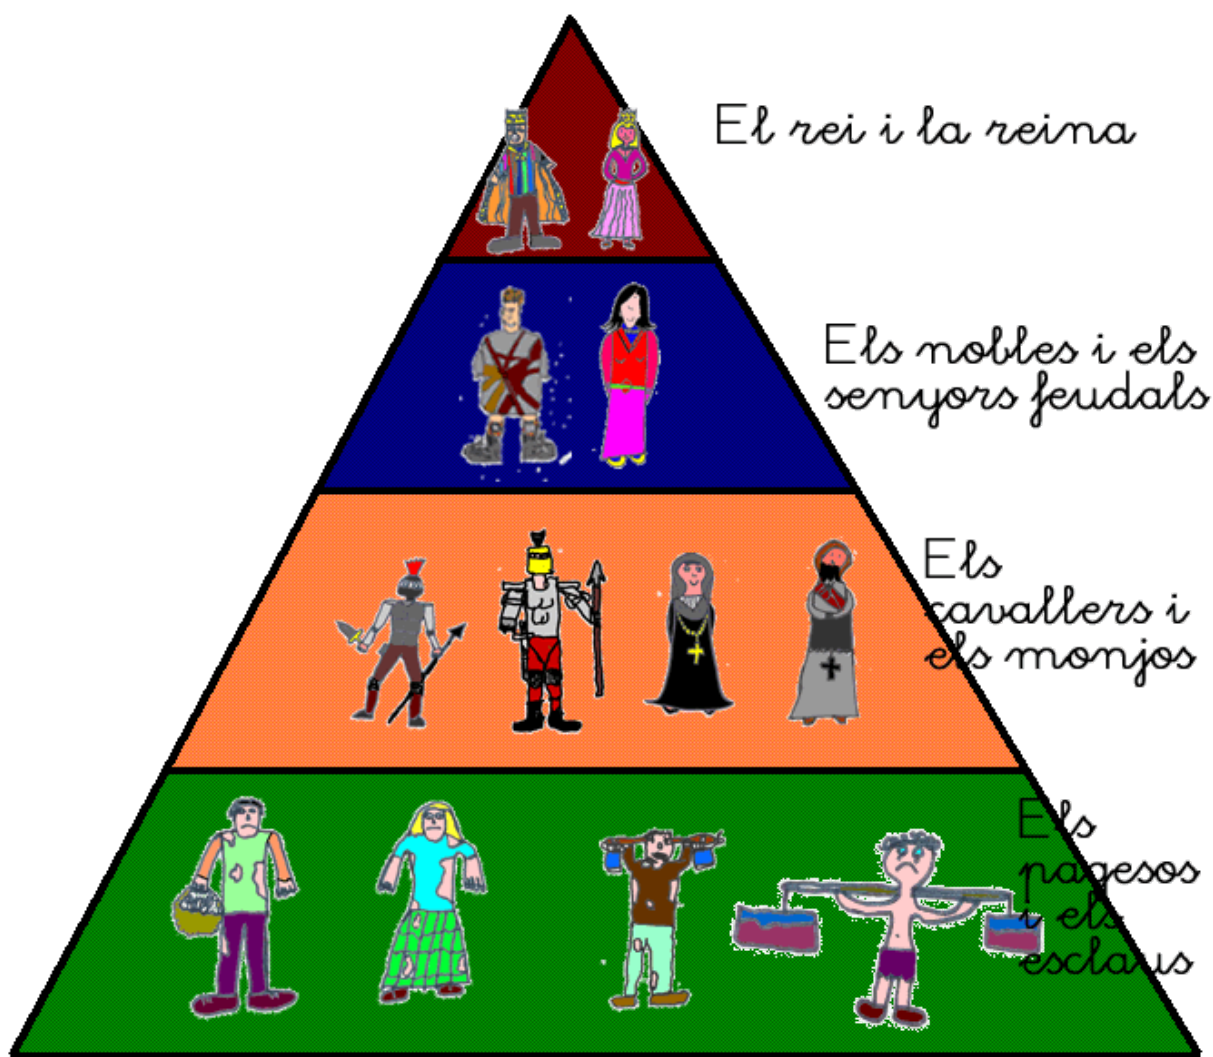 El rei i la reina
Els nobles i els
senyors feudals
Els
cavallers i
els monjos
Els
pagesos
i els
esclaus